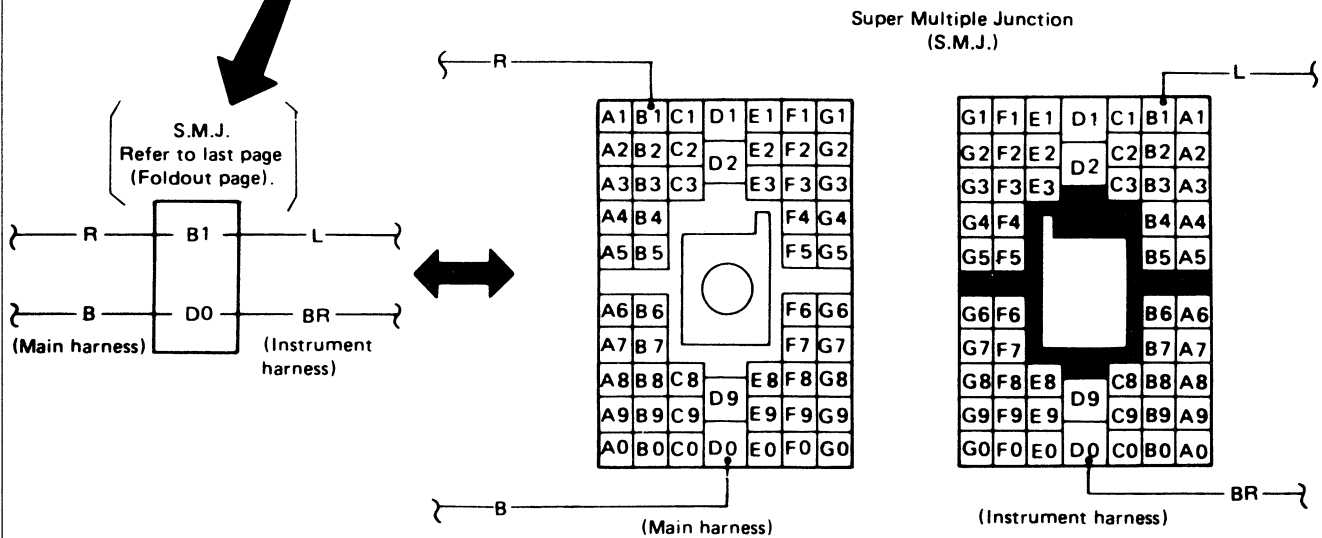 Super Multiple Junction
(S.M.J.)
S.M.J.
Refer to last page
(Foldout page).
R B1 L
B D0 BR
(Main harness)
(Instrument
harness)
R
A1 B1 C1 D1 E1 F1 G1
A2 B2 C2 D2 E2 F2 G2
A3 B3 C3 E3 F3 G3
A4 B4 F4 G4
A5 B5 F5 G5
A6 B6 F6 G6
A7 B7 F7 G7
A8 B8 C8 E8 F8 G8
D9
A9 B9 C9 E9 F9 G9
A0 B0 C0 D0 E0 F0 G0
B
(Main harness)
L
G1 F1 E1 D1 C1 B1 A1
G2 F2 E2 D2 C2 B2 A2
G3 F3 E3 C3 B3 A3
G4 F4 B4 A4
G5 F5 B5 A5
G6 F6 B6 A6
G7 F7 B7 A7
G8 F8 E8 C8 B8 A8
D9
G9 F9 E9 C9 B9 A9
G0 F0 E0 D0 C0 B0 A0
BR
(Instrument harness)